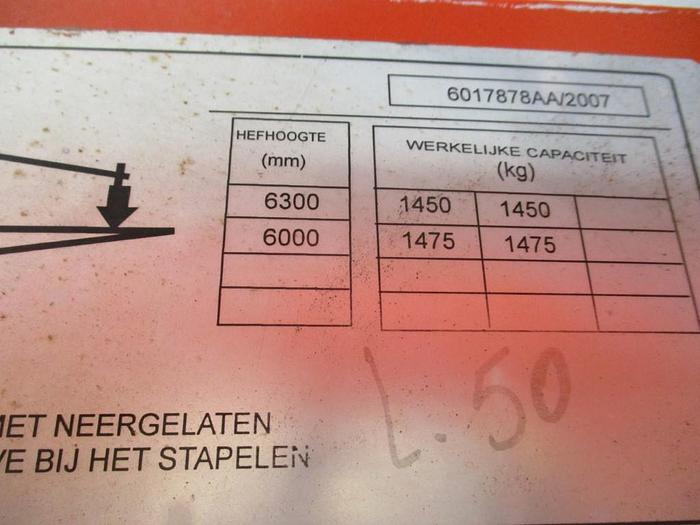 6017878AA/2007
HEFHOOGTE
(mm)
WERKELIJKE CAPACITEIT
(kg)
6300 1450 1450
6000 1475 1475
L.50
MET NEERGELATEN
BIJ HET STAPELEN